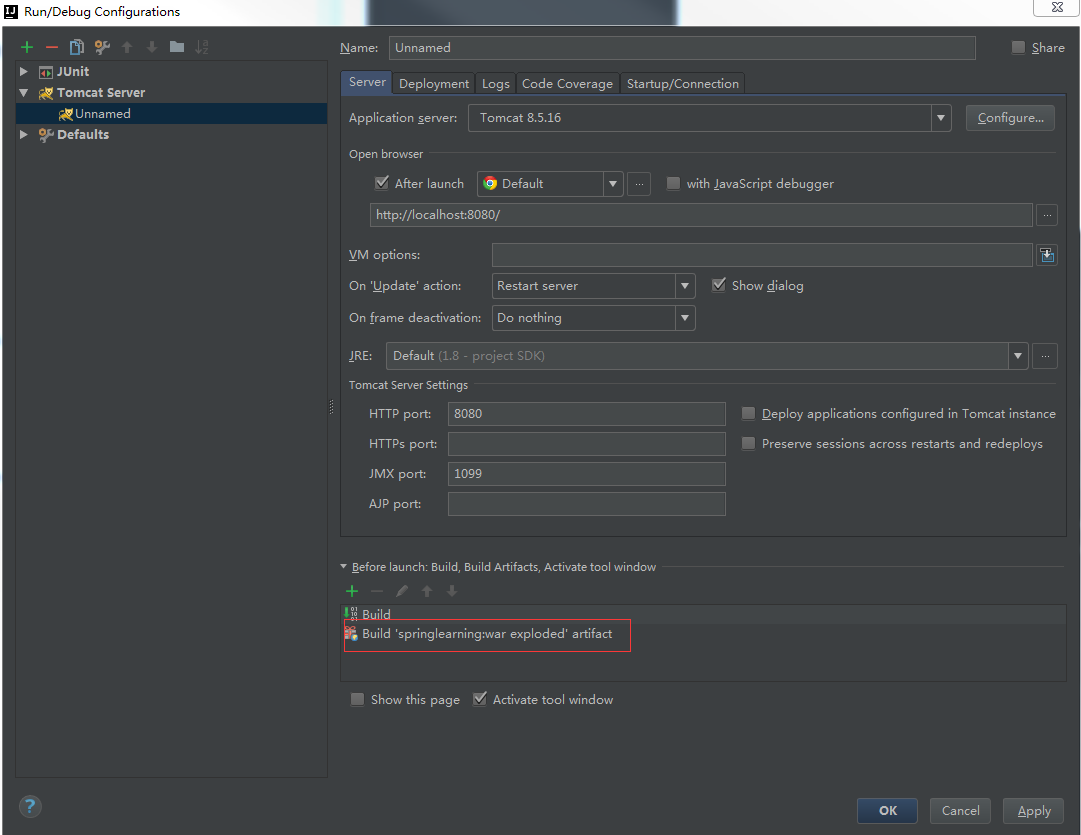 Run/Debug Configurations
JUnit
Tomcat Server
Unnamed
Defaults
Name: Unnamed Share
Server Deployment Logs Code Coverage Startup/Connection
Application server: Tomcat 8.5.16 Configure...
Open browser
After launch Default ... with JavaScript debugger
http://localhost:8080/ ...
VM options:
On 'Update' action: Restart server Show dialog
On frame deactivation: Do nothing
JRE: Default (1.8 - project SDK) ...
Tomcat Server Settings
HTTP port: 8080 Deploy applications configured in Tomcat instance
HTTPs port: Preserve sessions across restarts and redeploys
JMX port: 1099
AJP port:
Before launch: Build, Build Artifacts, Activate tool window
Build
Build 'springlearning:war exploded' artifact
Show this page Activate tool window
? OK Cancel Apply